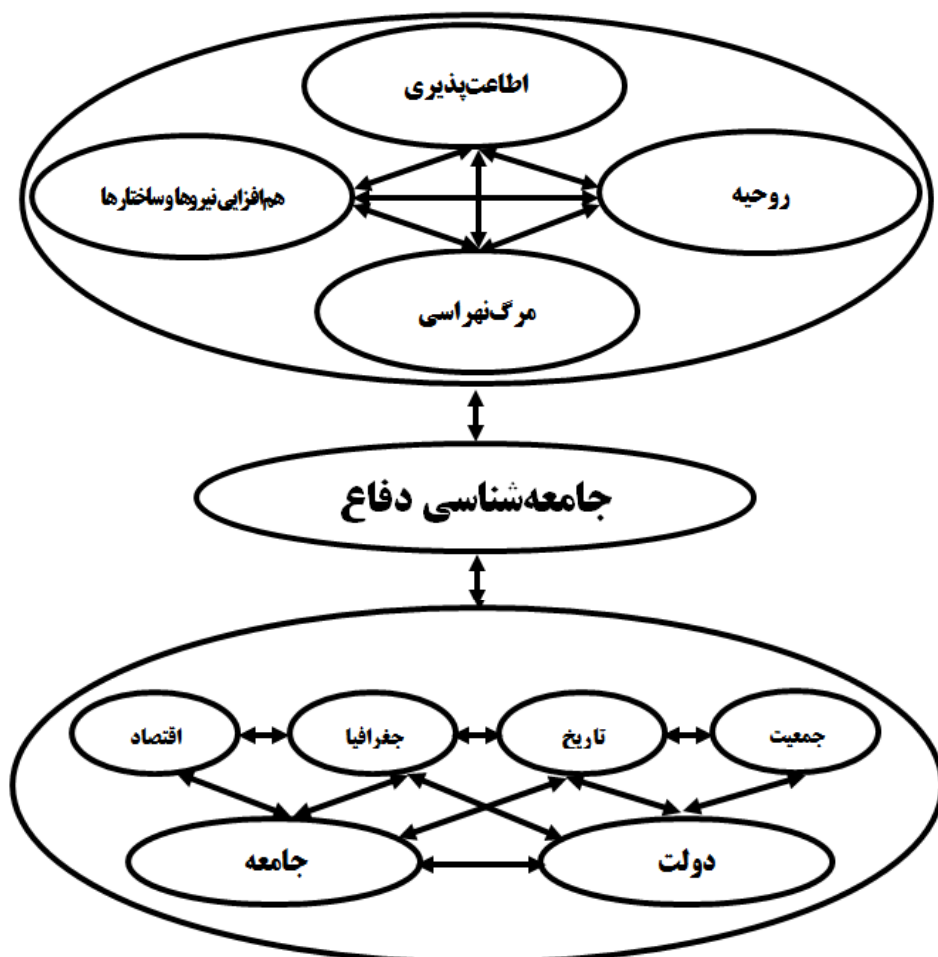 اطاعت‌پذیری
روحیه
هم‌افزایی نیروها و ساختارها
مرگ‌نهراسی
جامعه‌شناسی دفاع
جمعیت
تاریخ
جغرافیا
اقتصاد
دولت
جامعه